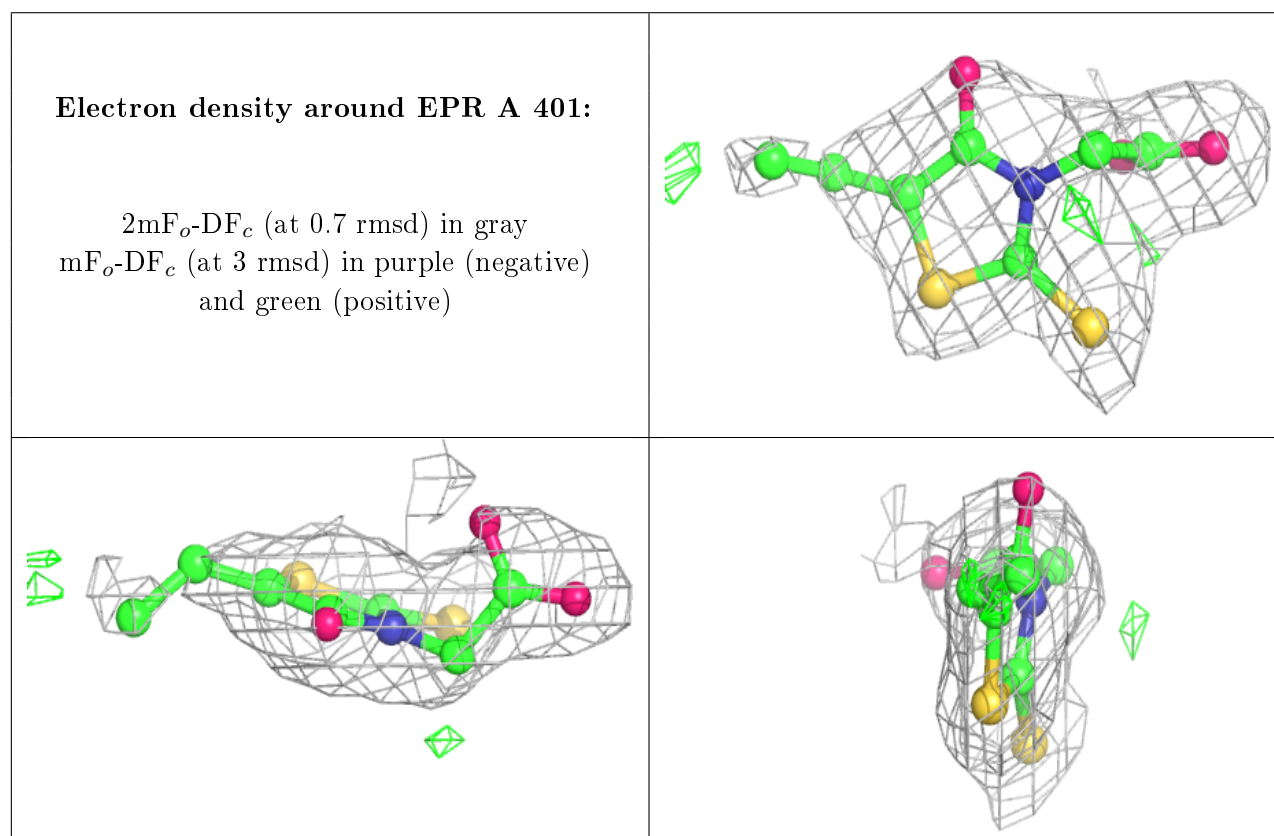 Electron density around EPR A 401:
2mFₒ-DF𝒸 (at 0.7 rmsd) in gray
mFₒ-DF𝒸 (at 3 rmsd) in purple (negative)
and green (positive)